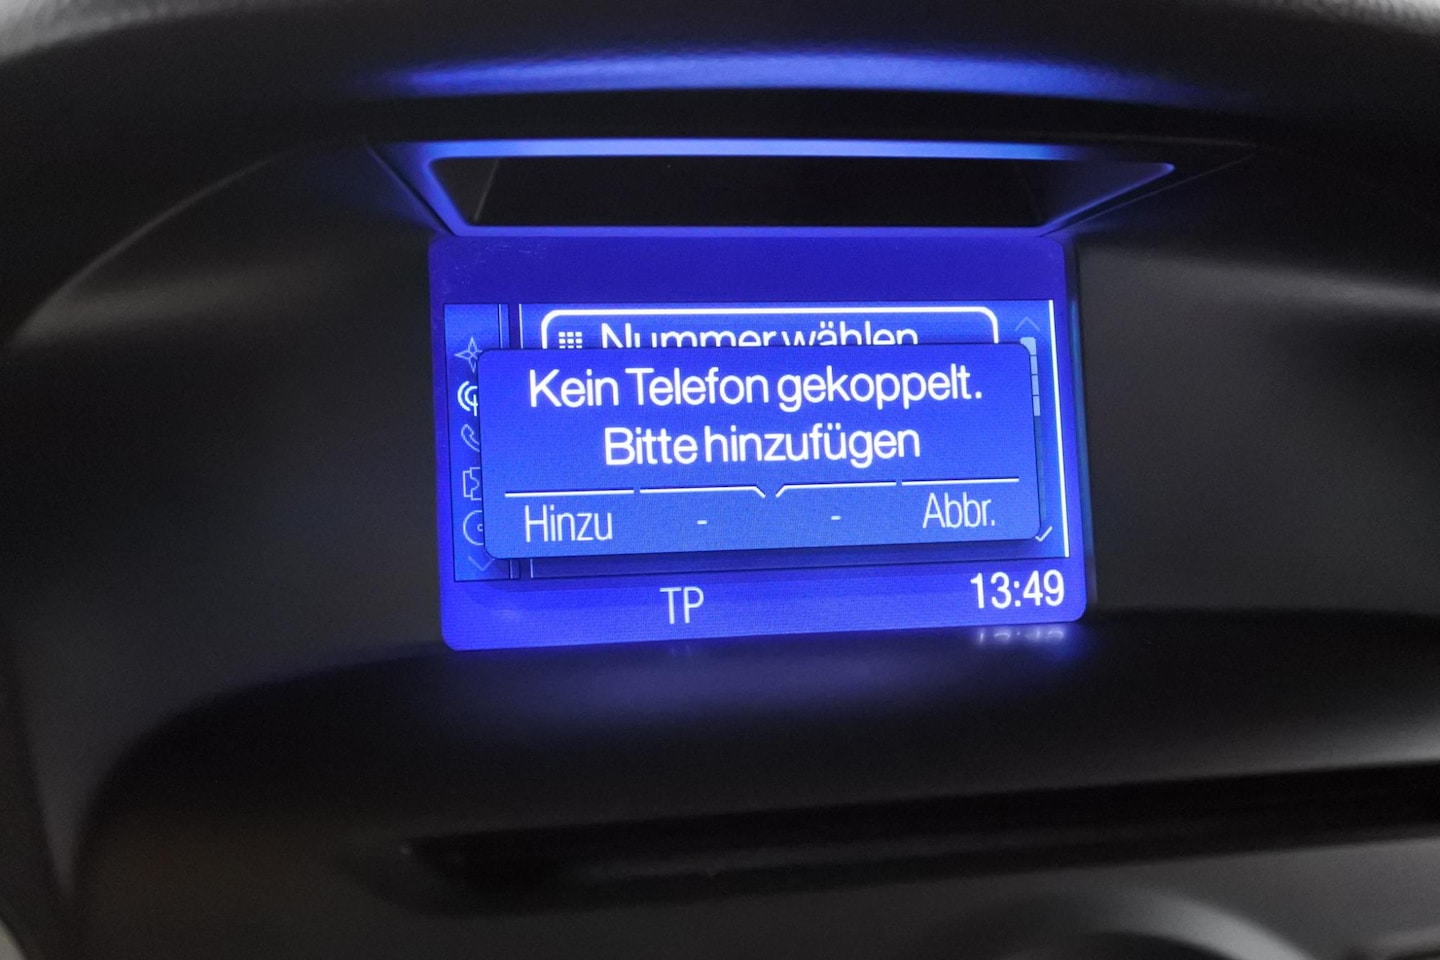 Nummer wählen
Kein Telefon gekoppelt.
Bitte hinzufügen
Hinzu - - Abbr.
TP 13:49